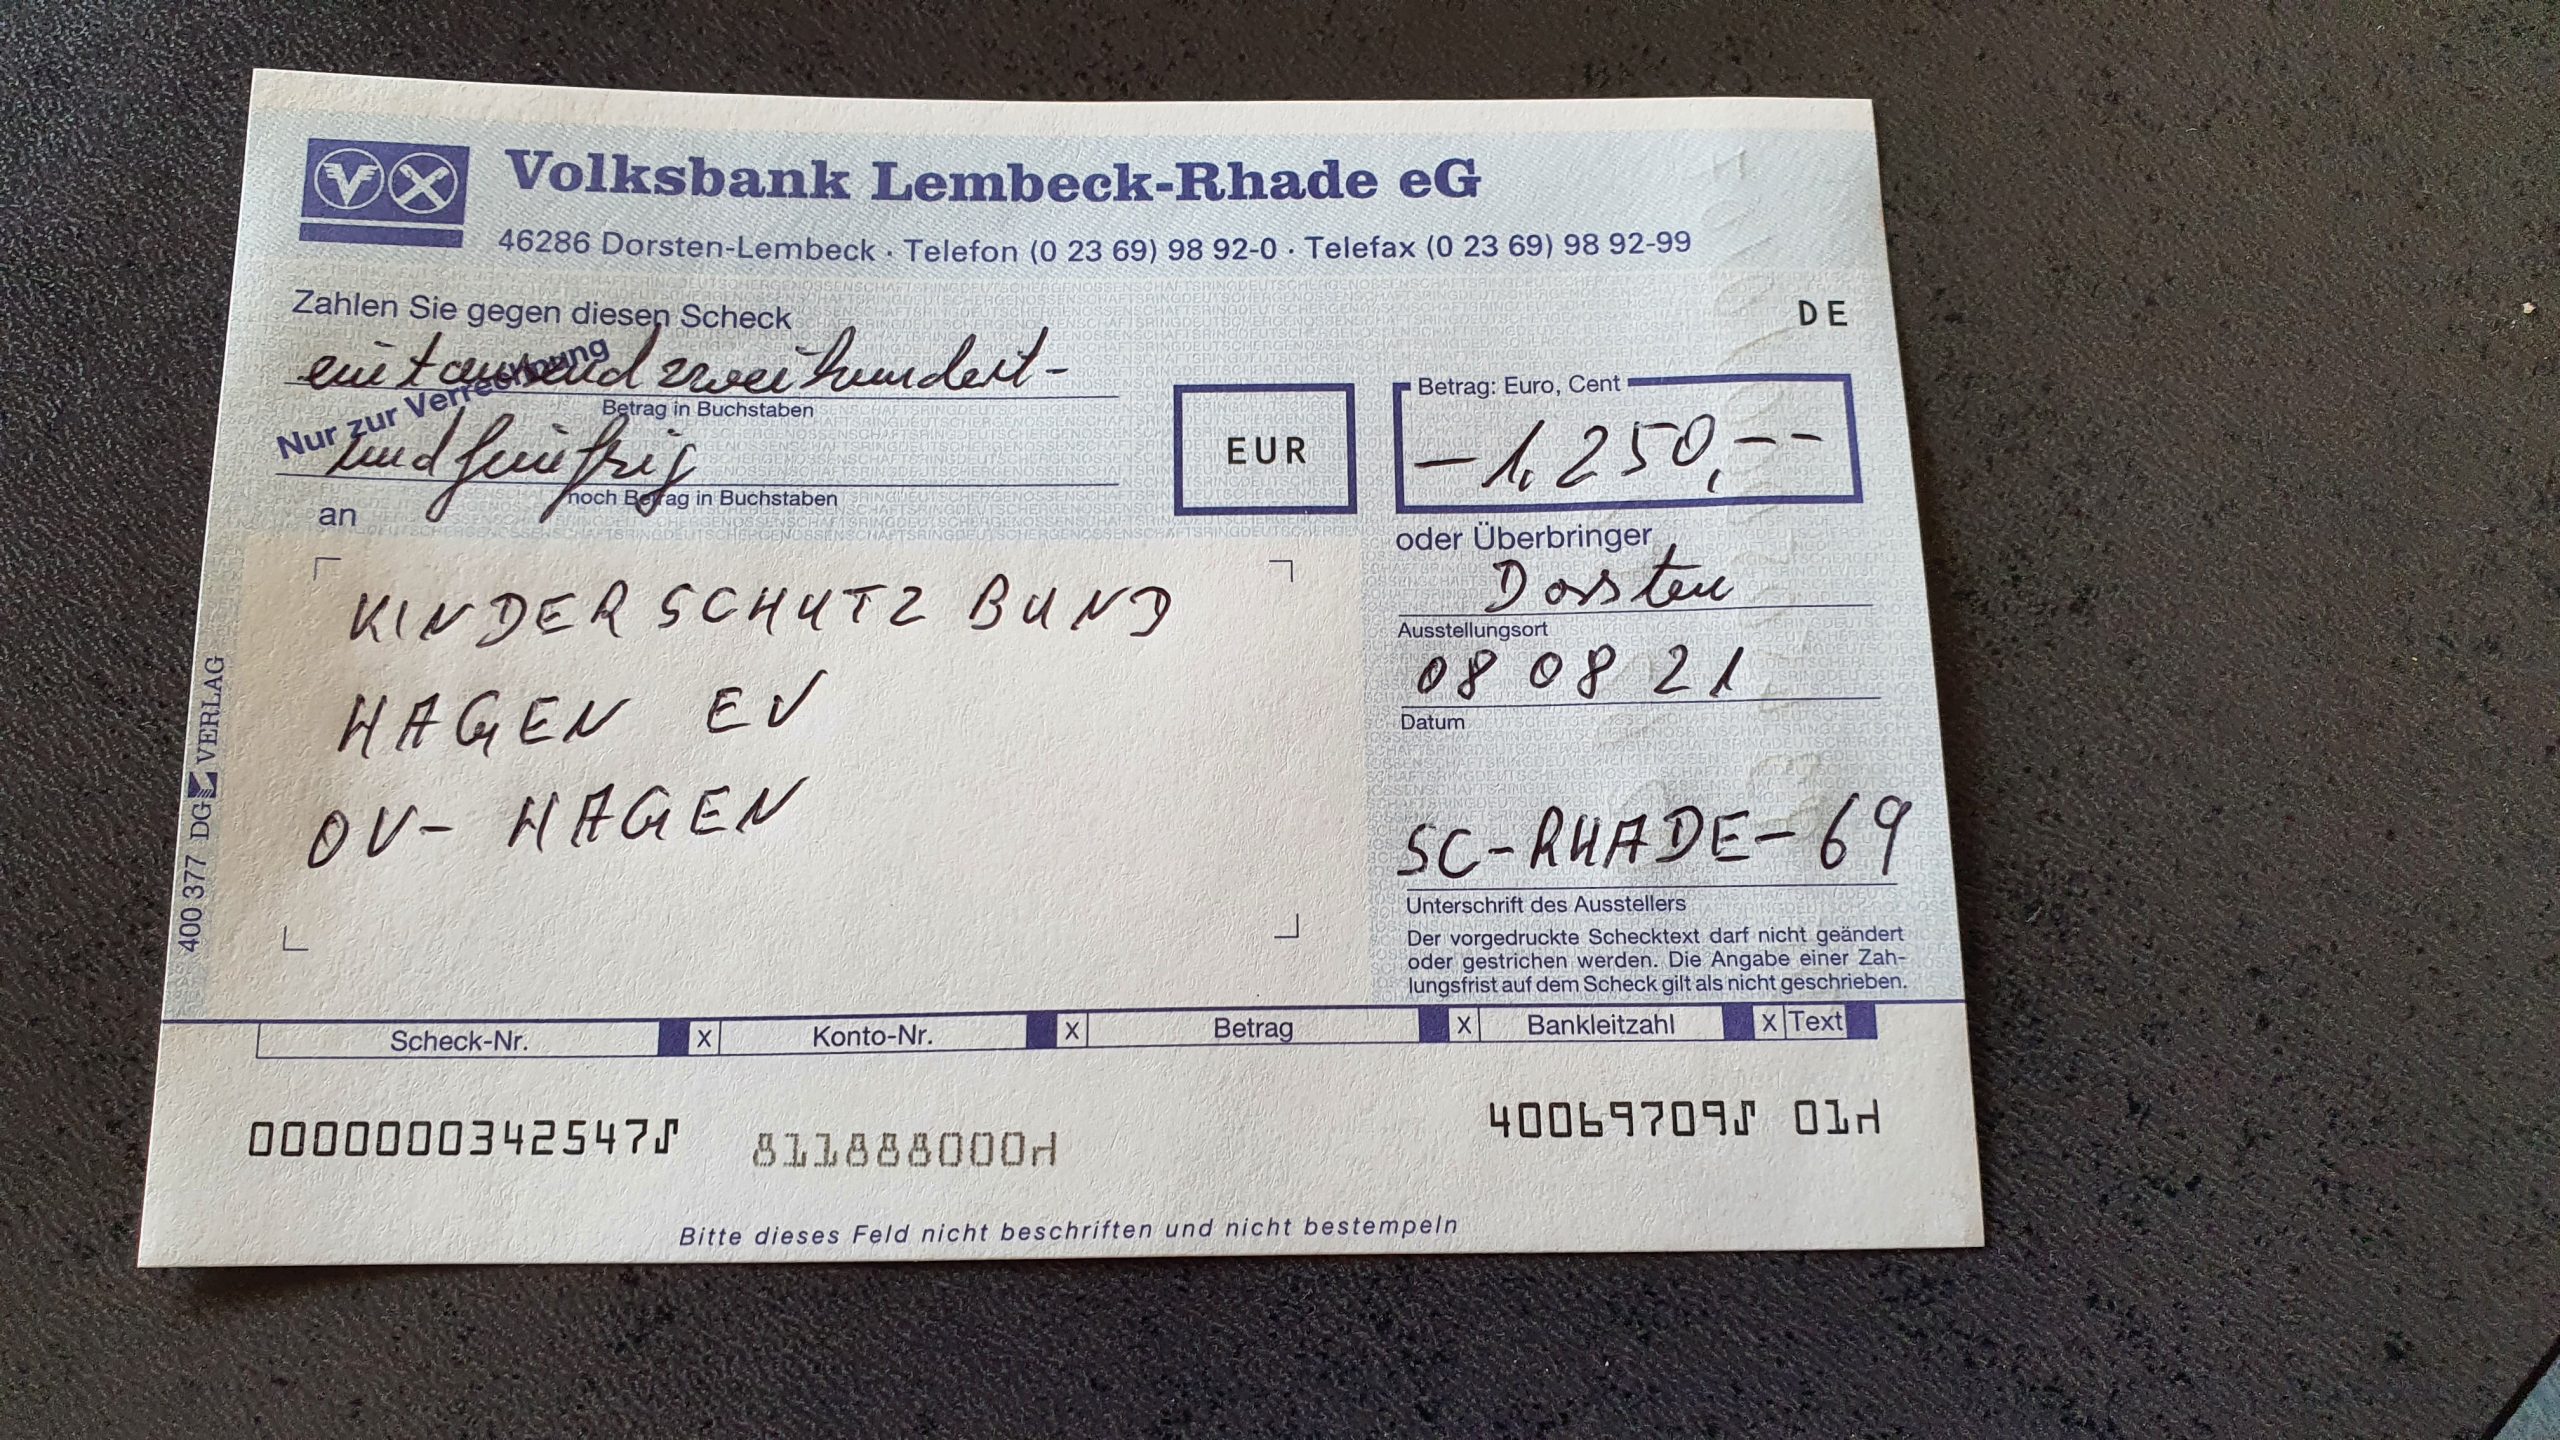 Volksbank Lembeck-Rhade eG
46286 Dorsten-Lembeck · Telefon (0 23 69) 98 92-0 · Telefax (0 23 69) 98 92-99
Zahlen Sie gegen diesen Scheck
DE
eintausendzweihundert-
Nur zur Verrechnung
Betrag in Buchstaben
undfünfzig
noch Betrag in Buchstaben
EUR
Betrag: Euro, Cent
-1.250,--
an
oder Überbringer
KINDERSCHUTZBUND
HAGEN EV
OV-HAGEN
Dorsten
Ausstellungsort
08 08 21
Datum
SC-RHADE-69
Unterschrift des Ausstellers
Der vorgedruckte Schecktext darf nicht geändert
oder gestrichen werden. Die Angabe einer Zah-
lungsfrist auf dem Scheck gilt als nicht geschrieben.
400 377 DG VERLAG
Scheck-Nr. X Konto-Nr. X Betrag X Bankleitzahl X Text
0000000342547⑀ 811888000⑁ 40069709⑀ 01⑁
Bitte dieses Feld nicht beschriften und nicht bestempeln